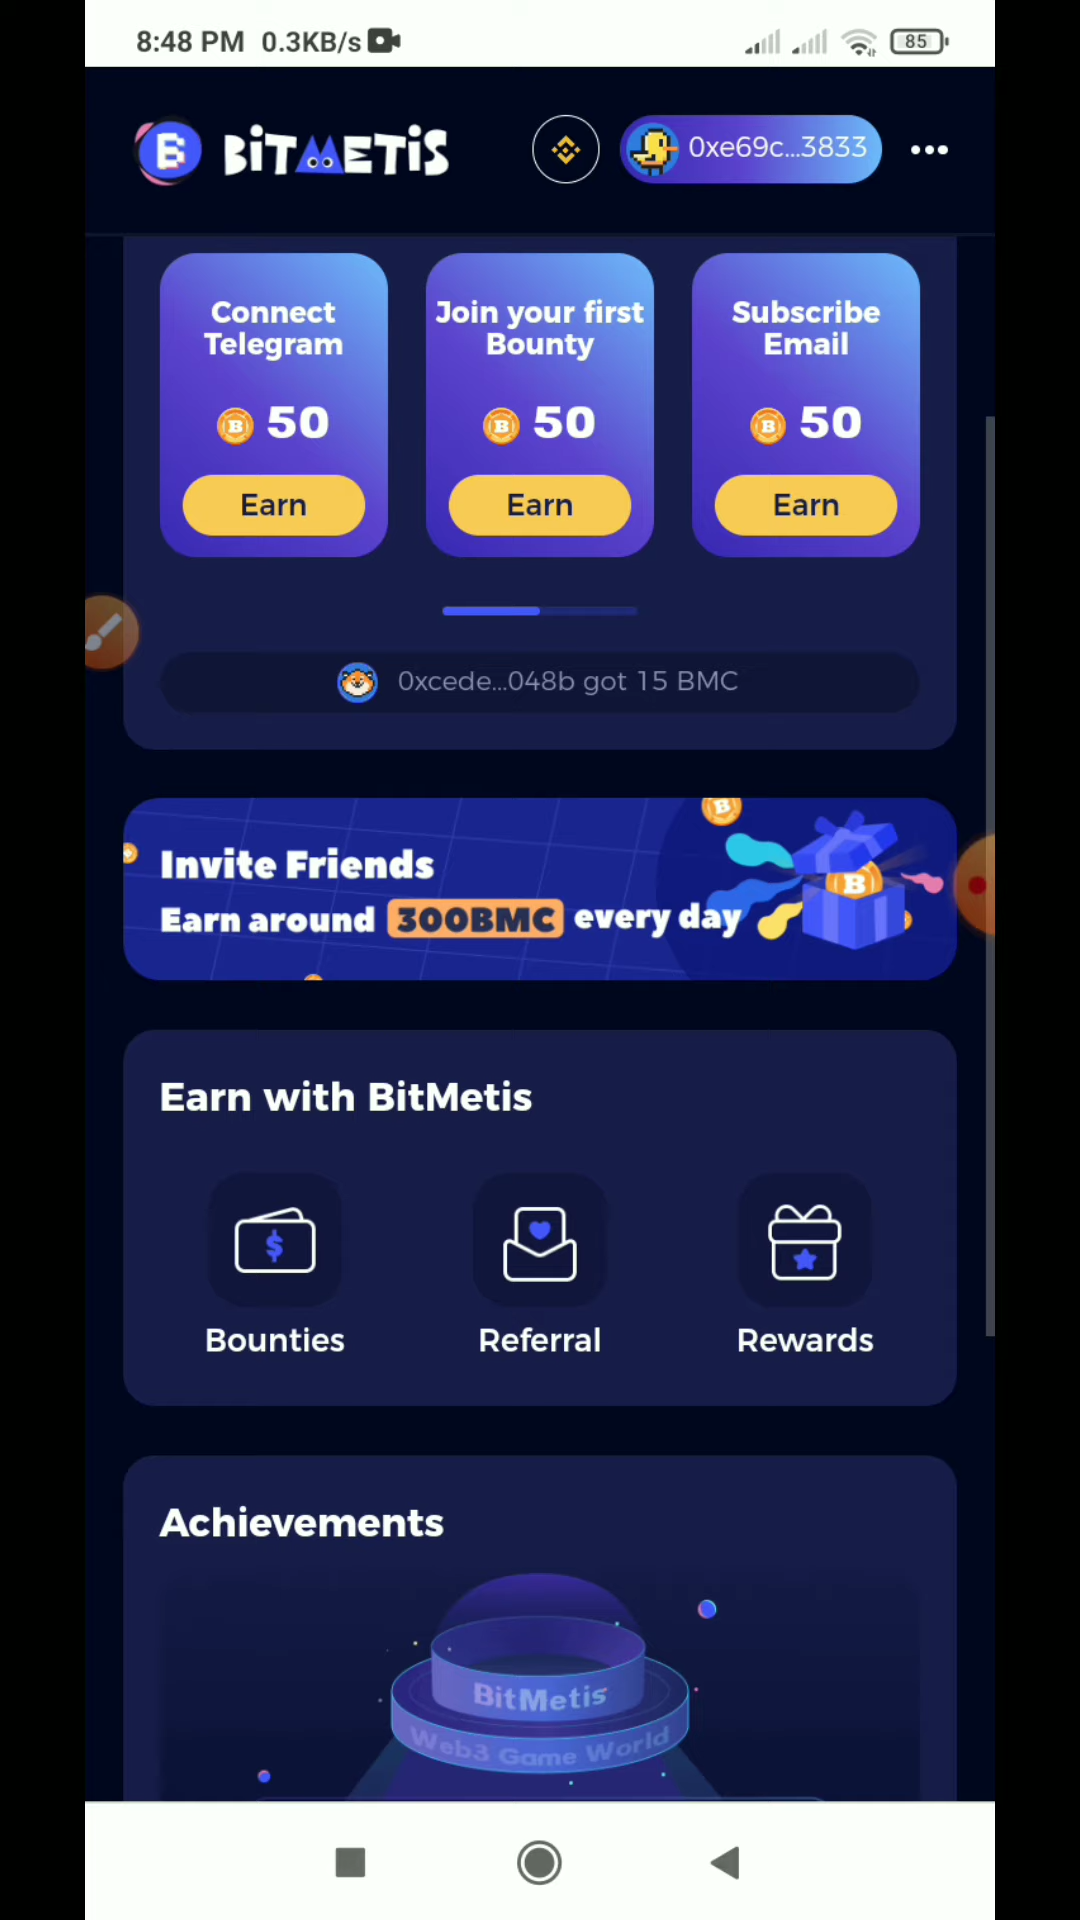 8:48 PM 0.3KB/s
85
BiTMETiS
0xe69c...3833
Connect
Telegram
50
Earn
Join your first
Bounty
50
Earn
Subscribe
Email
50
Earn
0xcede...048b got 15 BMC
Invite Friends
Earn around 300BMC every day
Earn with BitMetis
Bounties
Referral
Rewards
Achievements
BitMetis
Web3 Game World